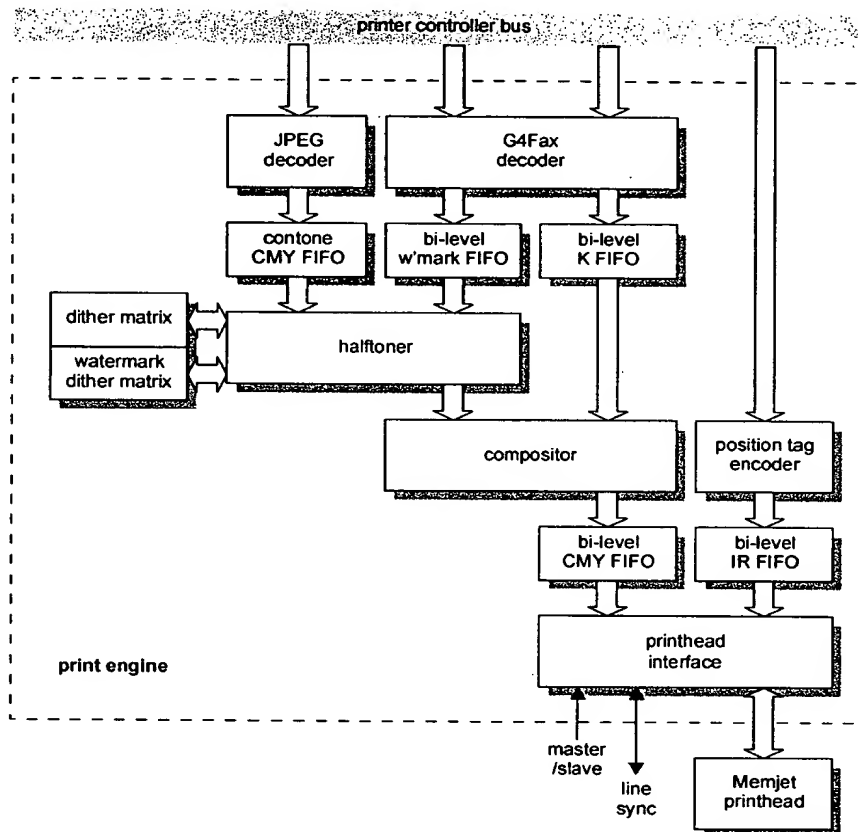 printer controller bus
JPEG
decoder
G4Fax
decoder
contone
CMY FIFO
bi-level
w'mark FIFO
bi-level
K FIFO
dither matrix
watermark
dither matrix
halftoner
compositor
position tag
encoder
bi-level
CMY FIFO
bi-level
IR FIFO
printhead
interface
print engine
master
/slave
line
sync
Memjet
printhead